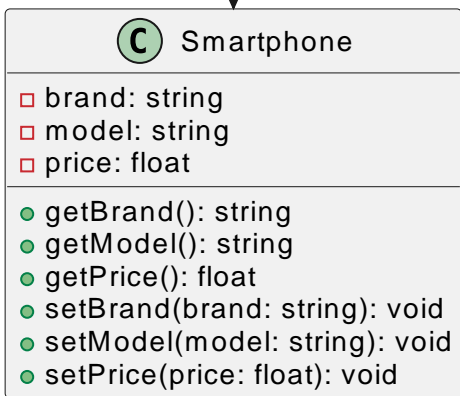 C Smartphone
brand: string
model: string
price: float
getBrand(): string
getModel(): string
getPrice(): float
setBrand(brand: string): void
setModel(model: string): void
setPrice(price: float): void